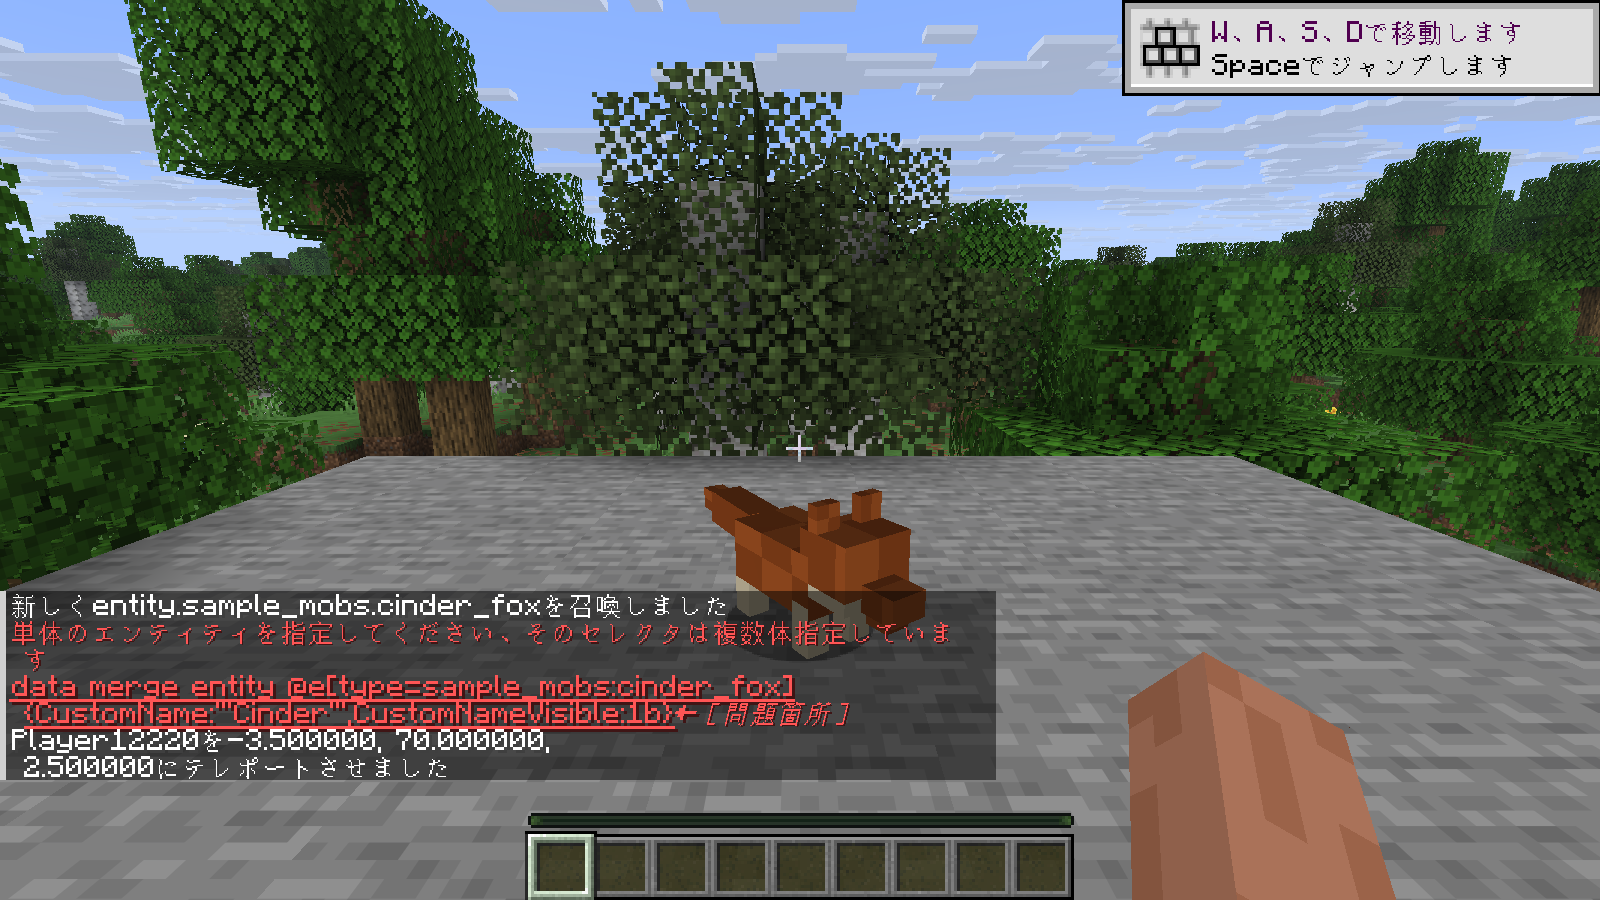 W、A、S、Dで移動します
Spaceでジャンプします
新しくentity.sample_mobs.cinder_foxを召喚しました
単体のエンティティを指定してください、そのセレクタは複数体指定していま
す
data merge entity @e[type=sample_mobs:cinder_fox]
{CustomName:'"Cinder"',CustomNameVisible:1b}←[問題箇所]
Player12220を-3.500000, 70.000000,
2.500000にテレポートさせました